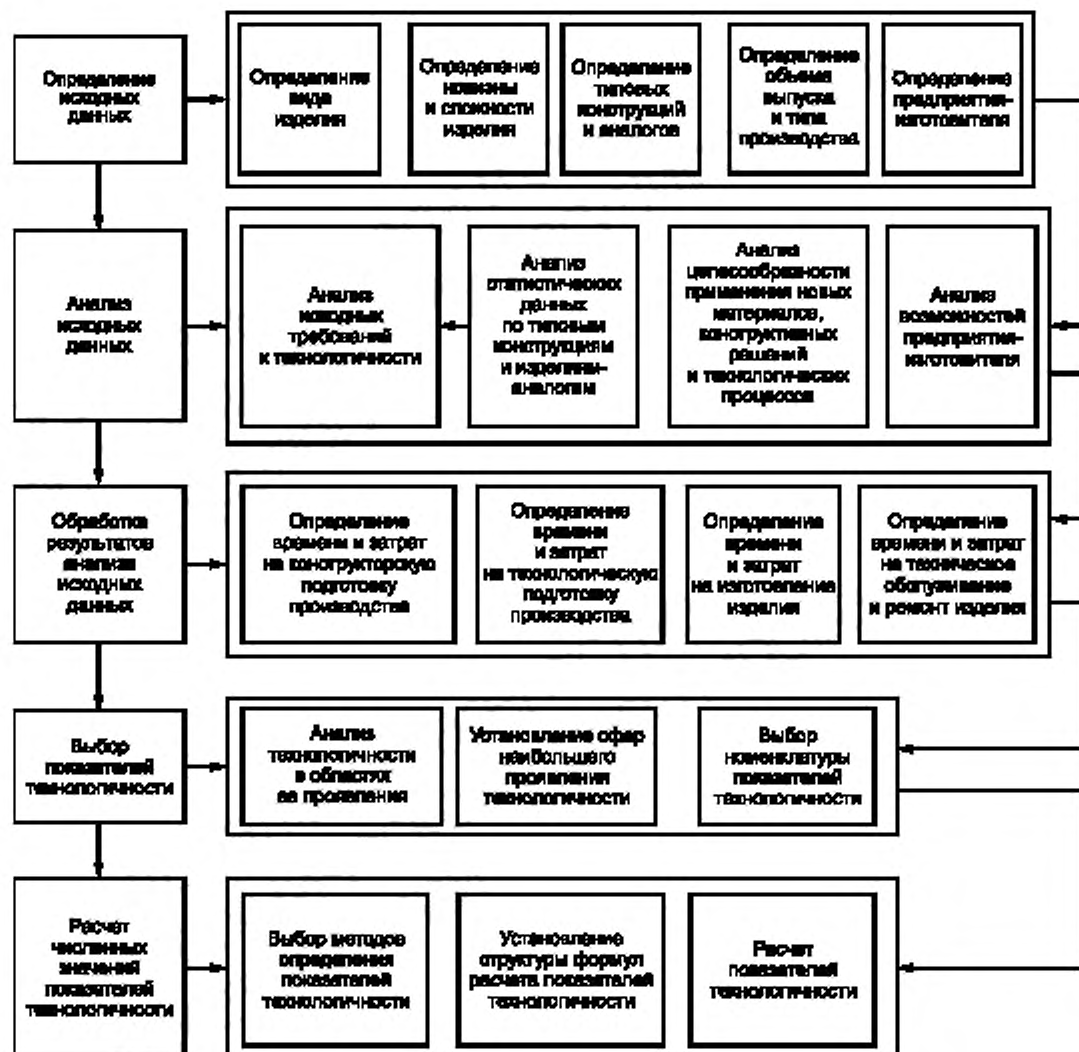 Определение
исходных
данных
Определение
вида
изделия
Определение
новизны
и сложности
изделия
Определение
типовых
конструкций
и аналогов
Определение
объема
выпуска
и типа
производства
Определение
предприятия-
изготовителя
Анализ
исходных
данных
Анализ
исходных
требований
к технологичности
Анализ
статистических
данных
по типовым
конструкциям
и изделиям-
аналогам
Анализ
целесообразности
применения новых
материалов,
конструктивных
решений
и технологических
процессов
Анализ
возможностей
предприятия-
изготовителя
Обработка
результатов
анализа
исходных
данных
Определение
времени и затрат
на конструкторскую
подготовку
производства
Определение
времени
и затрат
на технологическую
подготовку
производства
Определение
времени
и затрат
на изготовление
изделия
Определение
времени и затрат
на техническое
обслуживание
и ремонт изделия
Выбор
показателей
технологичности
Анализ
технологичности
в областях
ее проявления
Установление сфер
наибольшего
проявления
технологичности
Выбор
номенклатуры
показателей
технологичности
Расчет
численных
значений
показателей
технологичности
Выбор методов
определения
показателей
технологичности
Установление
структуры формул
расчета показателей
технологичности
Расчет
показателей
технологичности